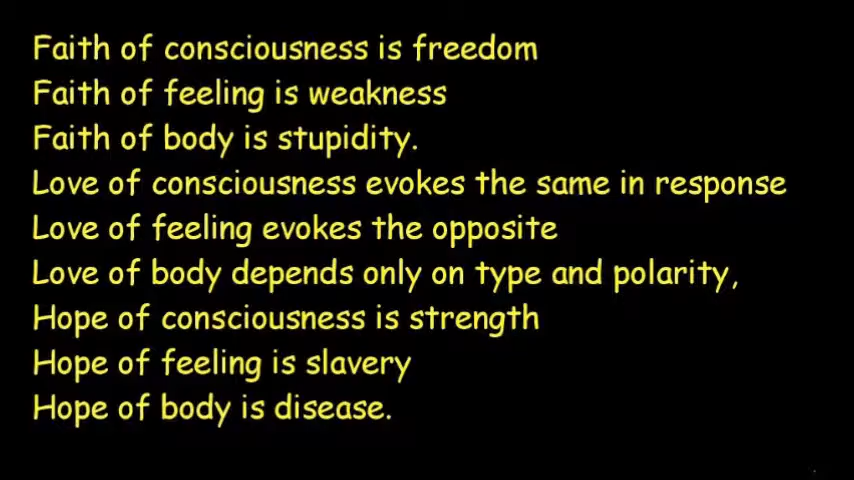 Faith of consciousness is freedom
Faith of feeling is weakness
Faith of body is stupidity.
Love of consciousness evokes the same in response
Love of feeling evokes the opposite
Love of body depends only on type and polarity,
Hope of consciousness is strength
Hope of feeling is slavery
Hope of body is disease.